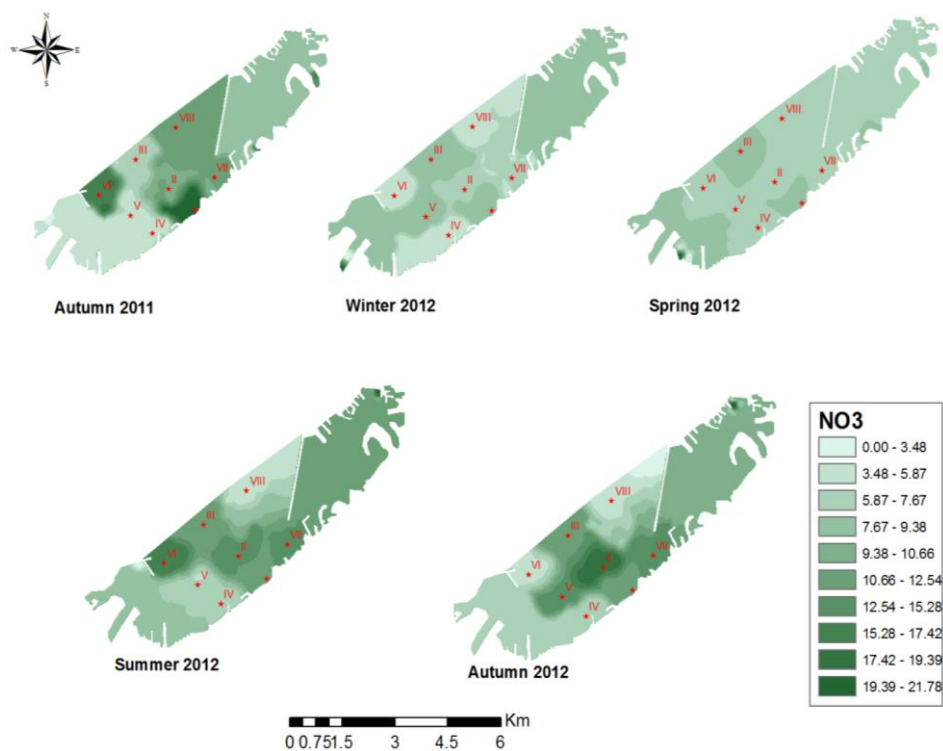 N
W E
S
VIII
III
VI
VII
II
V
IV
Autumn 2011
VIII
III
VII
VI
II
V
IV
Winter 2012
VIII
III
VII
VI
II
V
IV
Spring 2012
VIII
III
VII
VI
II
V
IV
Summer 2012
VIII
III
VII
VI
V
IV
Autumn 2012
NO3
0.00 - 3.48
3.48 - 5.87
5.87 - 7.67
7.67 - 9.38
9.38 - 10.66
10.66 - 12.54
12.54 - 15.28
15.28 - 17.42
17.42 - 19.39
19.39 - 21.78
Km
0 0.751.5 3 4.5 6